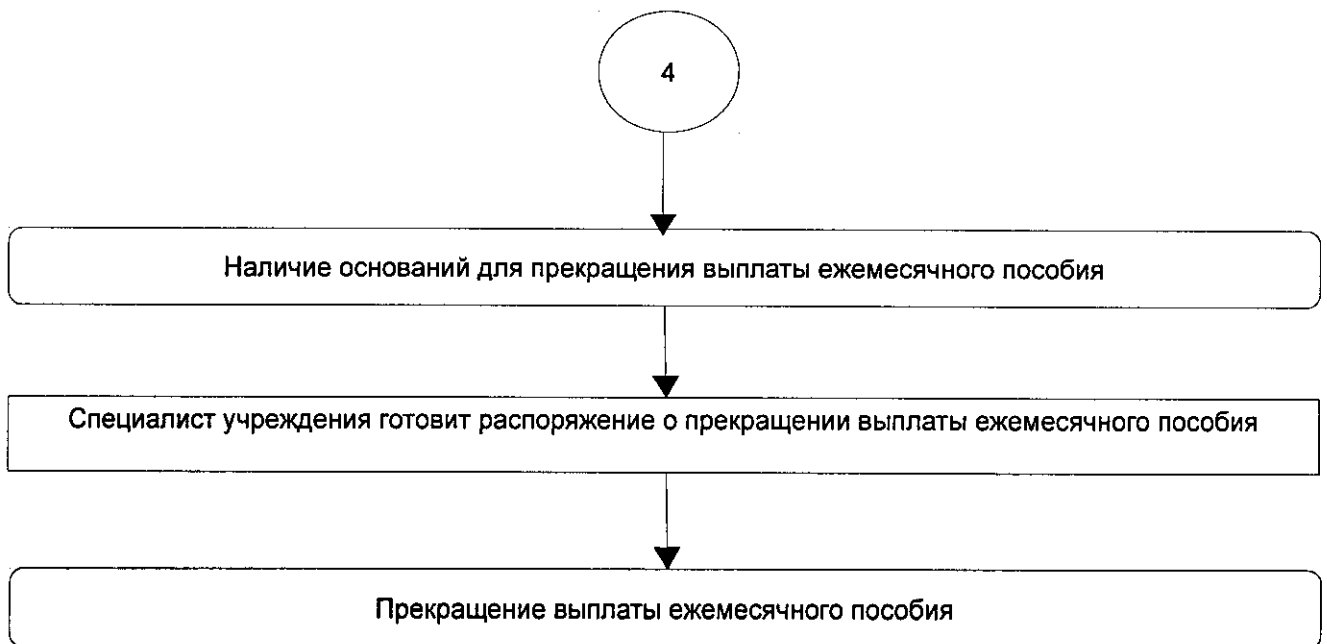 4
Наличие оснований для прекращения выплаты ежемесячного пособия
Специалист учреждения готовит распоряжение о прекращении выплаты ежемесячного пособия
Прекращение выплаты ежемесячного пособия